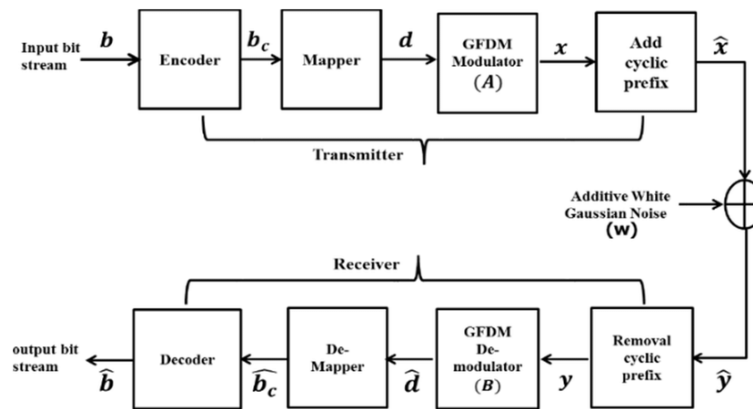 Input bit
stream
b
Encoder
b_c
Mapper
d
GFDM
Modulator
(A)
x
Add
cyclic
prefix
x̂
Transmitter
Additive White
Gaussian Noise
(w)
Receiver
output bit
stream
b̂
Decoder
b̂_c
De-
Mapper
d̂
GFDM
De-
modulator
(B)
y
Removal
cyclic
prefix
ŷ